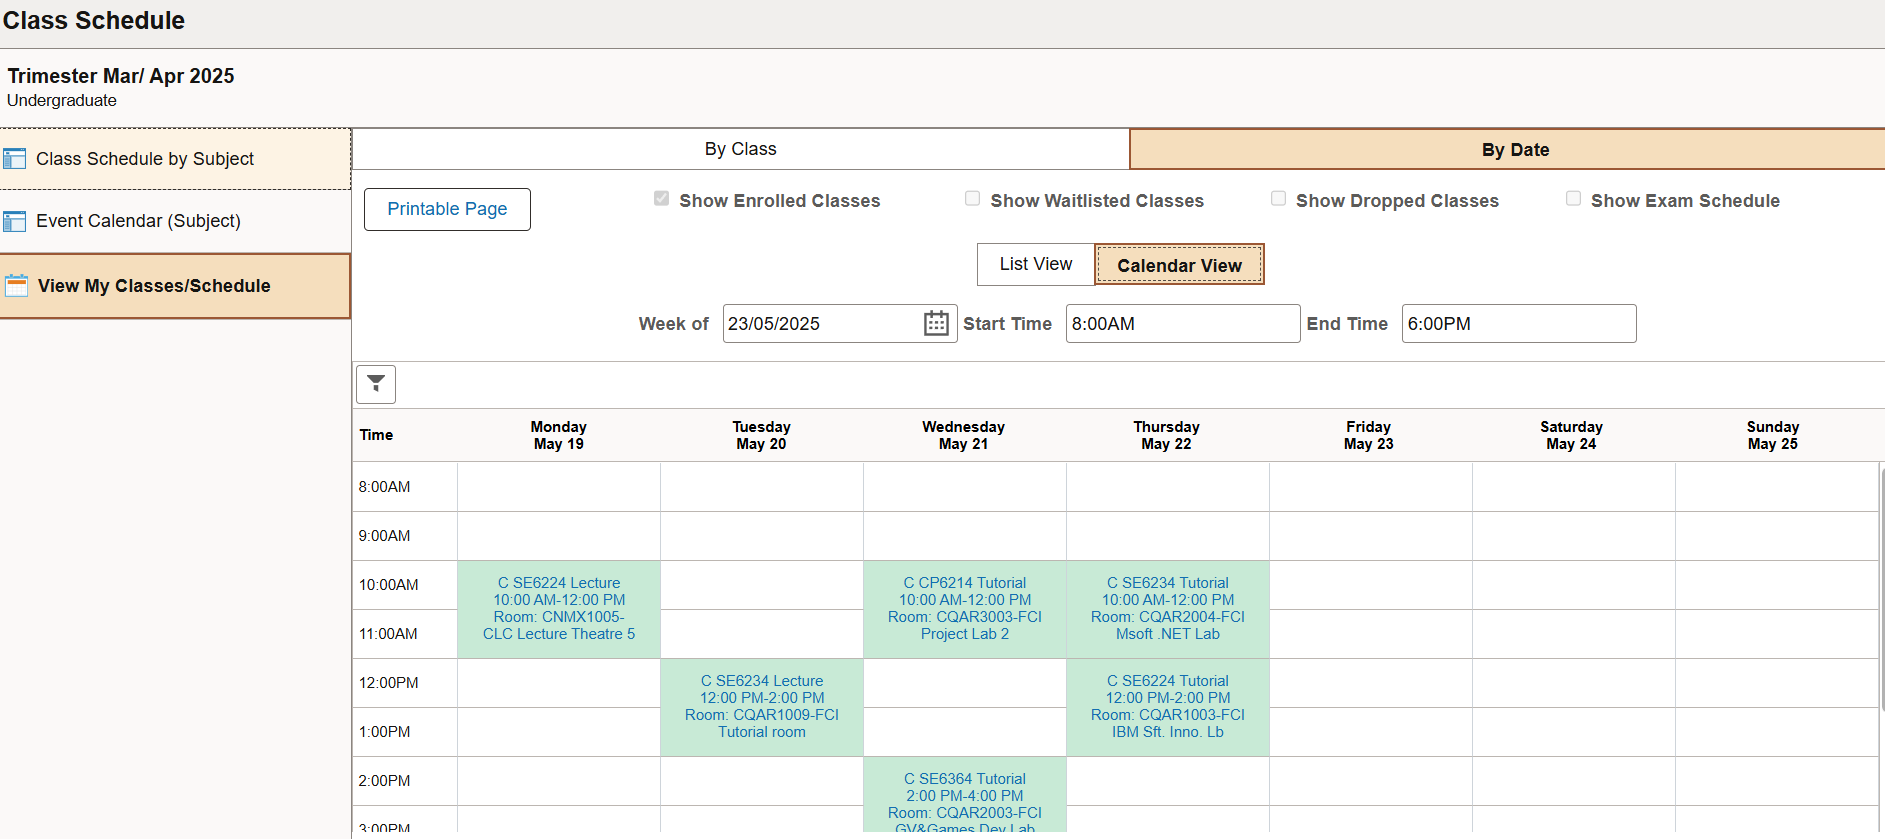 Class Schedule
Trimester Mar/ Apr 2025
Undergraduate
Class Schedule by Subject
Event Calendar (Subject)
View My Classes/Schedule
By Class
By Date
Printable Page
Show Enrolled Classes
Show Waitlisted Classes
Show Dropped Classes
Show Exam Schedule
List View
Calendar View
Week of
23/05/2025
Start Time
8:00AM
End Time
6:00PM
Time
Monday
May 19
Tuesday
May 20
Wednesday
May 21
Thursday
May 22
Friday
May 23
Saturday
May 24
Sunday
May 25
8:00AM
9:00AM
10:00AM
C SE6224 Lecture
10:00 AM-12:00 PM
Room: CNMX1005-
CLC Lecture Theatre 5
C CP6214 Tutorial
10:00 AM-12:00 PM
Room: CQAR3003-FCI
Project Lab 2
C SE6234 Tutorial
10:00 AM-12:00 PM
Room: CQAR2004-FCI
Msoft .NET Lab
11:00AM
12:00PM
C SE6234 Lecture
12:00 PM-2:00 PM
Room: CQAR1009-FCI
Tutorial room
C SE6224 Tutorial
12:00 PM-2:00 PM
Room: CQAR1003-FCI
IBM Sft. Inno. Lb
1:00PM
2:00PM
C SE6364 Tutorial
2:00 PM-4:00 PM
Room: CQAR2003-FCI
GV&Games Dev Lab
3:00PM